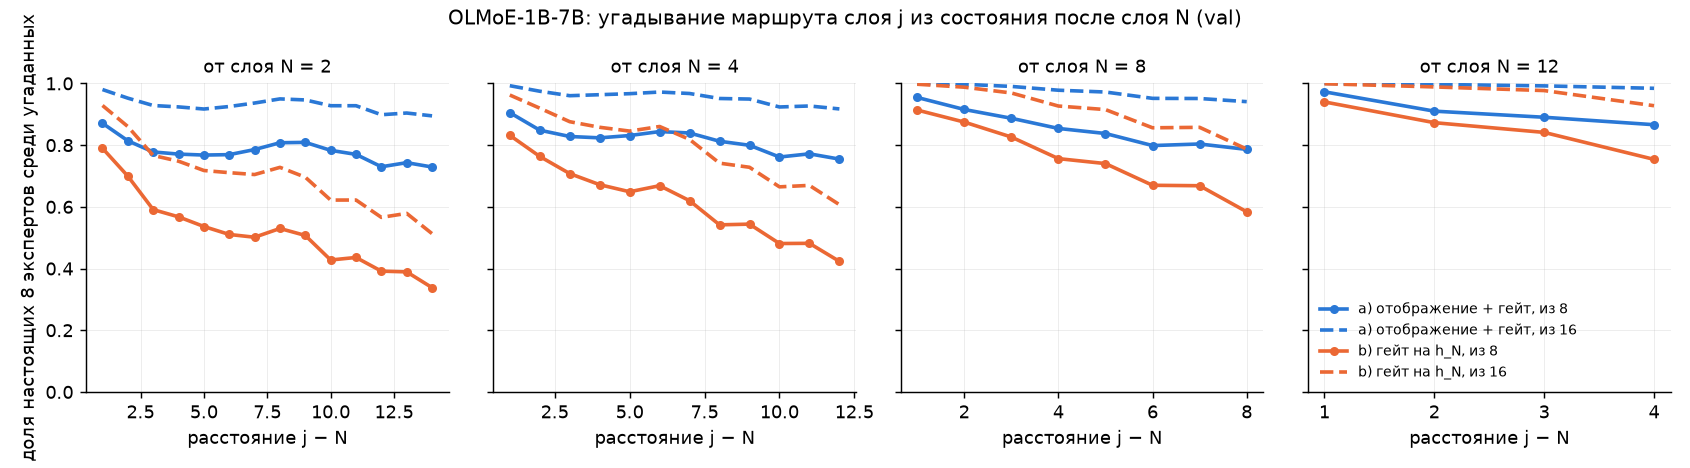 OLMoE-1B-7B: угадывание маршрута слоя j из состояния после слоя N (val)
доля настоящих 8 экспертов среди угаданных
от слоя N = 2
1.0
0.8
0.6
0.4
0.2
0.0
2.5 5.0 7.5 10.0 12.5
расстояние j − N
от слоя N = 4
2.5 5.0 7.5 10.0 12.5
расстояние j − N
от слоя N = 8
2 4 6 8
расстояние j − N
от слоя N = 12
a) отображение + гейт, из 8
a) отображение + гейт, из 16
b) гейт на h_N, из 8
b) гейт на h_N, из 16
1 2 3 4
расстояние j − N